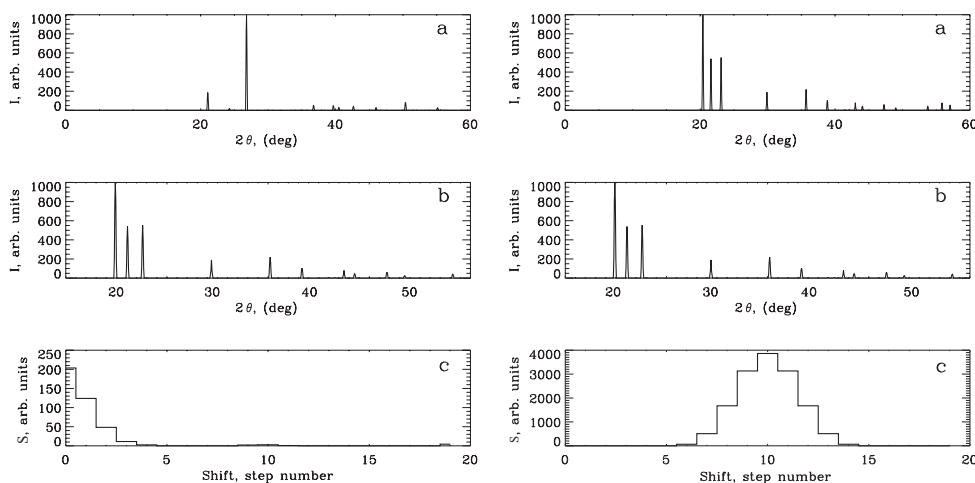 1000
800
600
400
200
0
I, arb. units
a
0 20 40 60
2θ, (deg)
1000
800
600
400
200
0
I, arb. units
a
0 10 20 30 40 50 60
2θ, (deg)
1000
800
600
400
200
0
I, arb. units
b
20 30 40 50
2θ, (deg)
1000
800
600
400
200
0
I, arb. units
b
20 30 40 50
2θ, (deg)
250
200
150
100
50
0
S, arb. units
c
0 5 10 15 20
Shift, step number
4000
3000
2000
1000
0
S, arb. units
c
0 5 10 15 20
Shift, step number